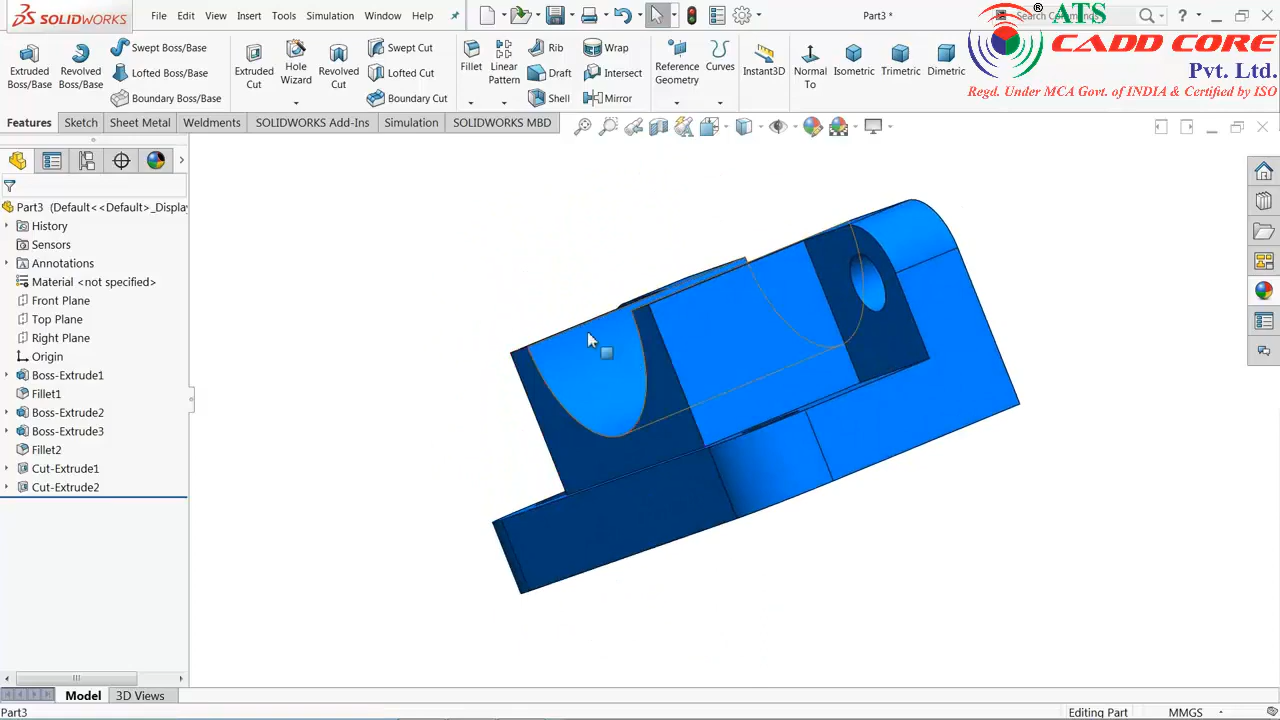 SOLIDWORKS File Edit View Insert Tools Simulation Window Help Part3 * Search Commands ?
® ATS
CADD CORE
Pvt. Ltd.
Regd. Under MCA Govt. of INDIA & Certified by ISO
Extruded Boss/Base
Revolved Boss/Base
Swept Boss/Base
Lofted Boss/Base
Boundary Boss/Base
Extruded Cut
Hole Wizard
Revolved Cut
Swept Cut
Lofted Cut
Boundary Cut
Fillet
Linear Pattern
Rib
Draft
Shell
Wrap
Intersect
Mirror
Reference Geometry
Curves
Instant3D
Normal To
Isometric
Trimetric
Dimetric
Features Sketch Sheet Metal Weldments SOLIDWORKS Add-Ins Simulation SOLIDWORKS MBD
Part3 (Default<<Default>_Displa
History
Sensors
Annotations
Material <not specified>
Front Plane
Top Plane
Right Plane
Origin
Boss-Extrude1
Fillet1
Boss-Extrude2
Boss-Extrude3
Fillet2
Cut-Extrude1
Cut-Extrude2
Model 3D Views
Part3 Editing Part MMGS